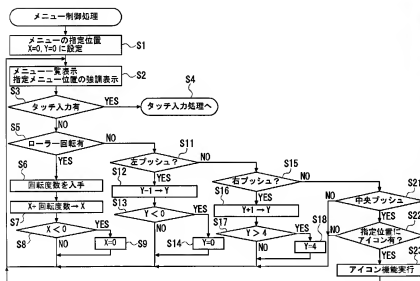 メニュー制御処理
メニューの指定位置
X=0, Y=0 に設定
S1
メニュー一覧表示
指定メニュー位置の強調表示
S2
S3
タッチ入力有
YES
S4
タッチ入力処理へ
NO
S5
ローラー回転有
NO
YES
S6
回転度数を入手
X+回転度数→X
S7
X<0
YES
NO
S8
X=0
S9
S11
左プッシュ?
NO
YES
S12
Y-1→Y
S13
Y<0
YES
NO
S14
Y=0
S15
右プッシュ?
NO
YES
S16
Y+1→Y
S17
Y>4
YES
NO
S18
Y=4
S21
中央プッシュ
NO
YES
S22
指定位置に
アイコン有?
NO
YES
S23
アイコン機能実行